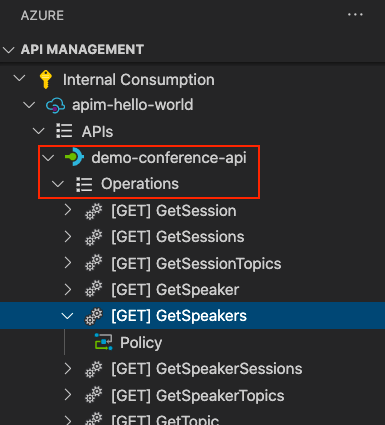 AZURE
API MANAGEMENT
Internal Consumption
apim-hello-world
APIs
demo-conference-api
Operations
[GET] GetSession
[GET] GetSessions
[GET] GetSessionTopics
[GET] GetSpeaker
[GET] GetSpeakers
Policy
[GET] GetSpeakerSessions
[GET] GetSpeakerTopics
[GET] GetTopic